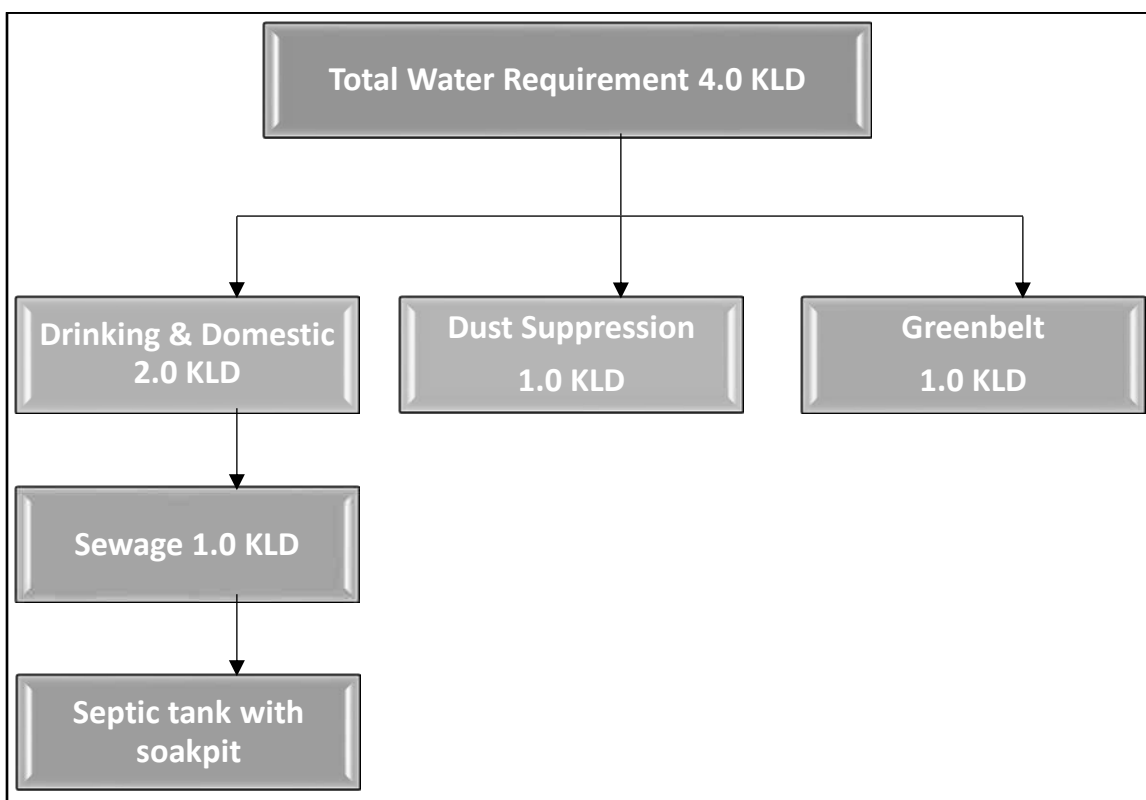 Total Water Requirement 4.0 KLD
Drinking & Domestic
2.0 KLD
Dust Suppression
1.0 KLD
Greenbelt
1.0 KLD
Sewage 1.0 KLD
Septic tank with
soakpit